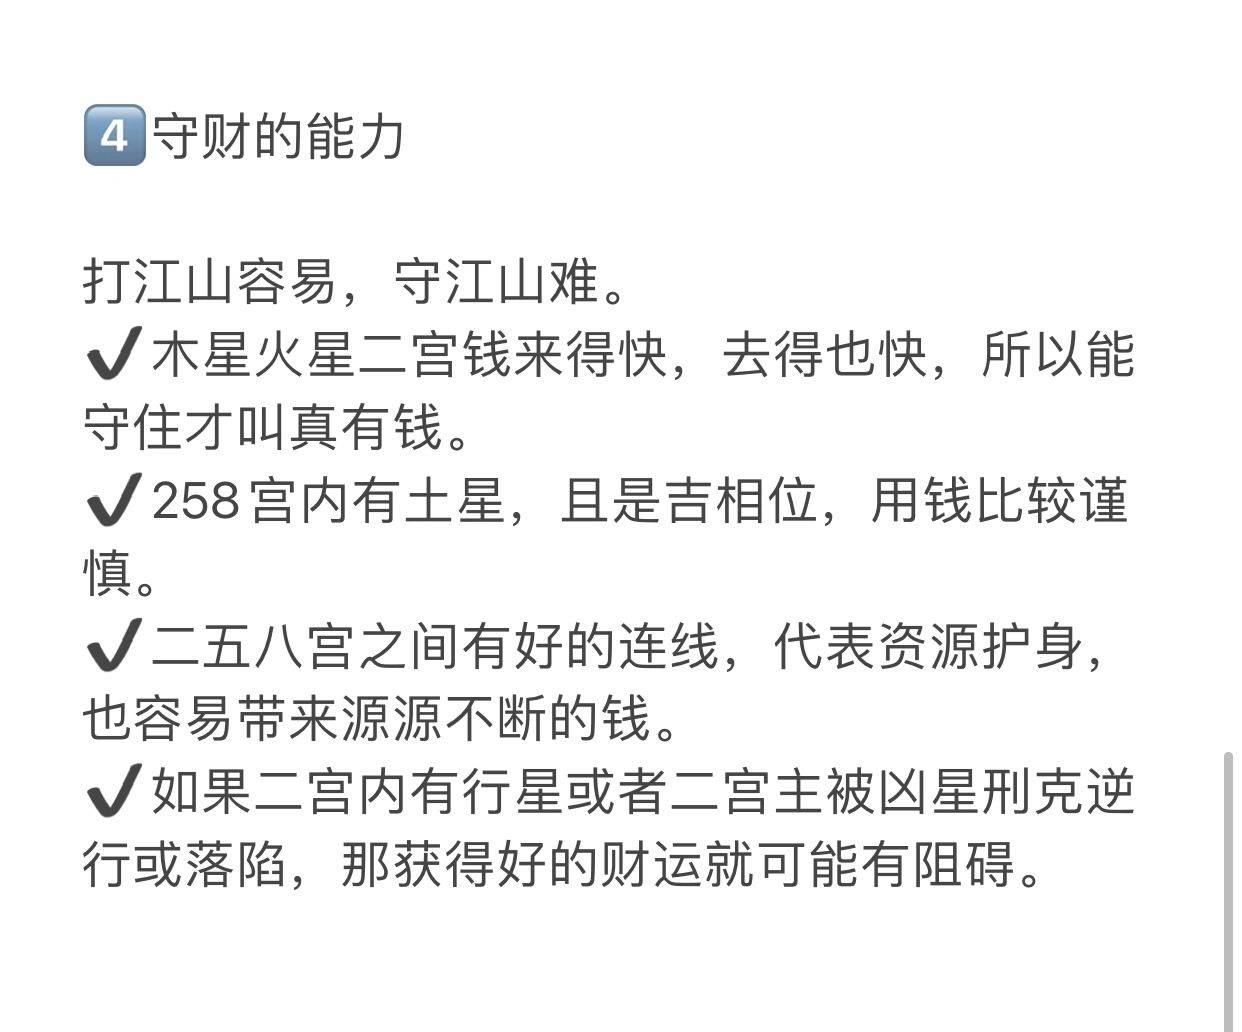 4️⃣守财的能力
打江山容易，守江山难。
✔️木星火星二宫钱来得快，去得也快，所以能
守住才叫真有钱。
✔️258宫内有土星，且是吉相位，用钱比较谨
慎。
✔️二五八宫之间有好的连线，代表资源护身，
也容易带来源源不断的钱。
✔️如果二宫内有行星或者二宫主被凶星刑克逆
行或落陷，那获得好的财运就可能有阻碍。